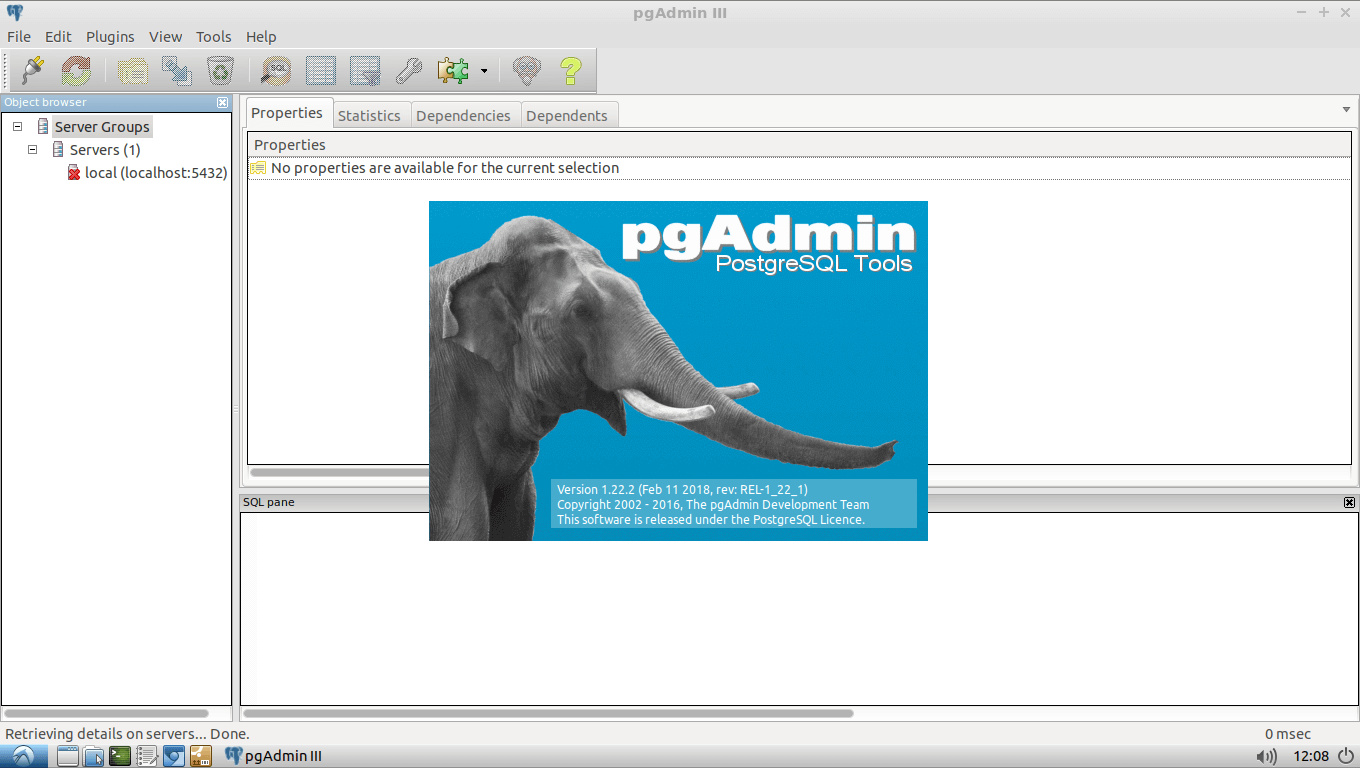 pgAdmin III
File Edit Plugins View Tools Help
SQL
Object browser
Server Groups
Servers (1)
local (localhost:5432)
Properties Statistics Dependencies Dependents
Properties
No properties are available for the current selection
pgAdmin
PostgreSQL Tools
Version 1.22.2 (Feb 11 2018, rev: REL-1_22_1)
Copyright 2002 - 2016, The pgAdmin Development Team
This software is released under the PostgreSQL Licence.
SQL pane
Retrieving details on servers... Done. 0 msec
pgAdmin III 12:08